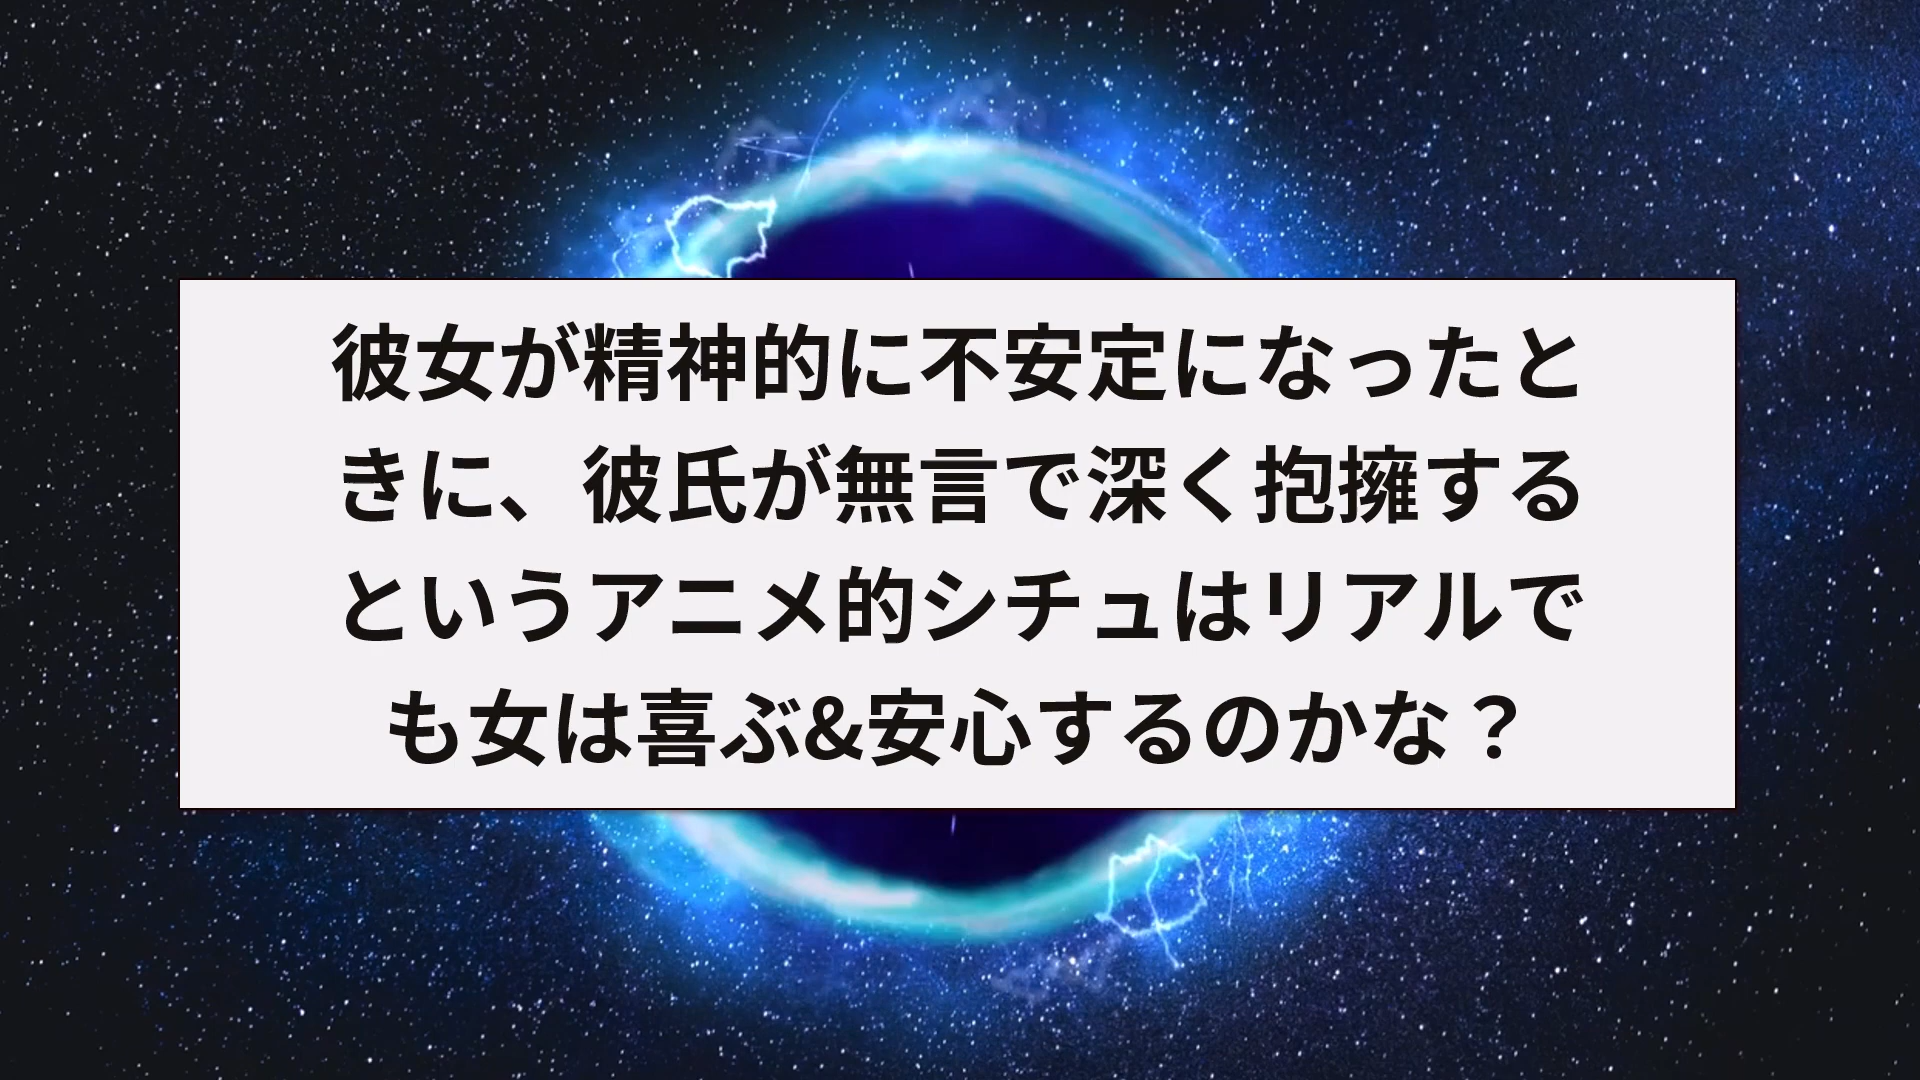 彼女が精神的に不安定になったと
きに、彼氏が無言で深く抱擁する
というアニメ的シチュはリアルで
も女は喜ぶ&安心するのかな？